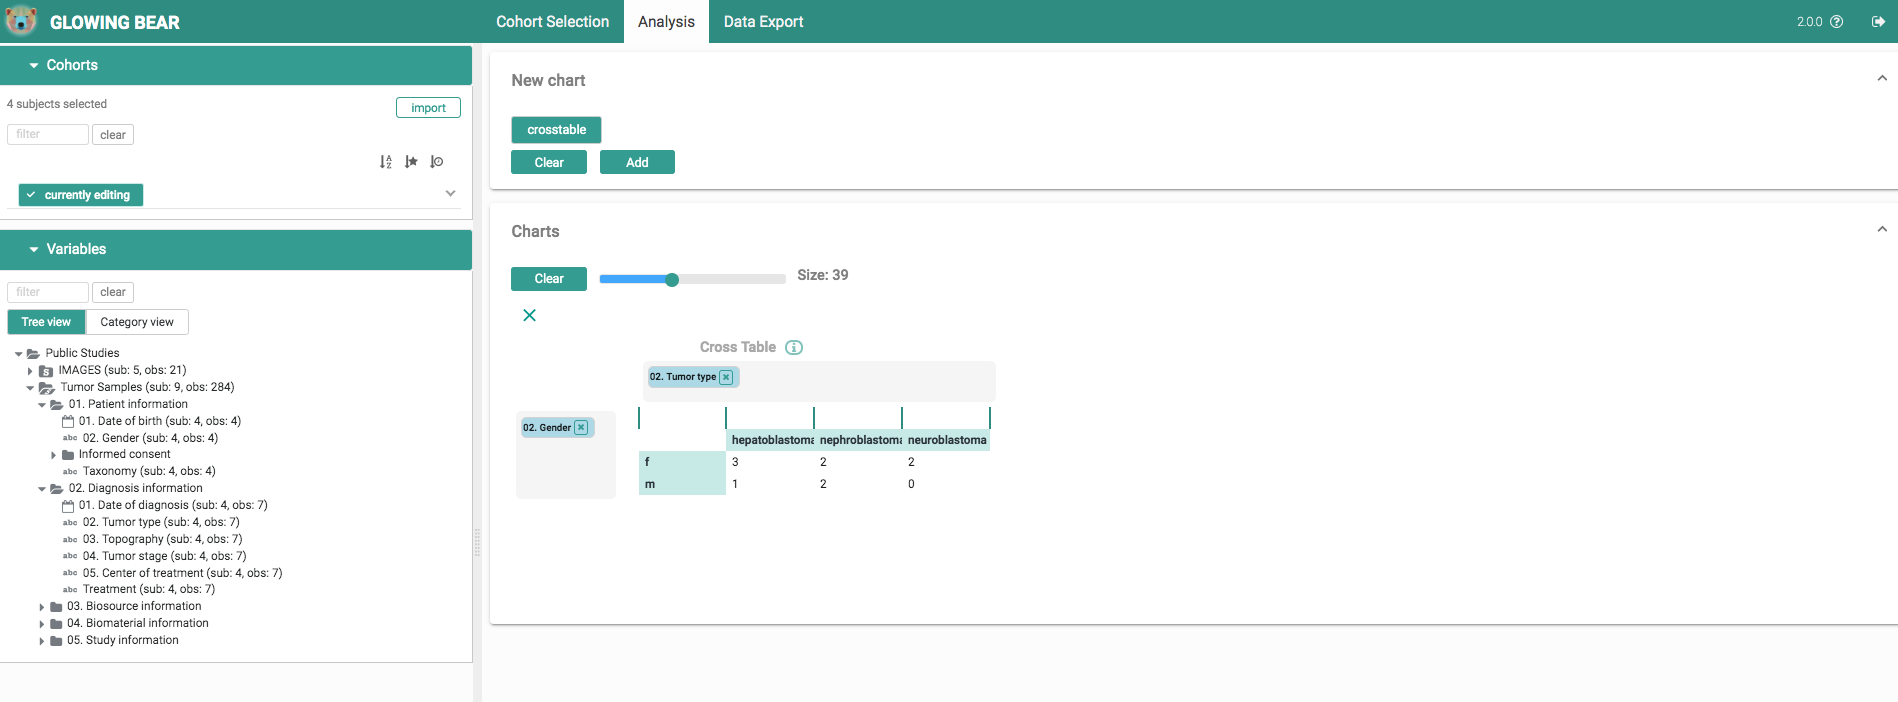 GLOWING BEAR
Cohort Selection Analysis Data Export
2.0.0
Cohorts
4 subjects selected
import
filter clear
currently editing
Variables
filter clear
Tree view Category view
Public Studies
IMAGES (sub: 5, obs: 21)
Tumor Samples (sub: 9, obs: 284)
01. Patient information
01. Date of birth (sub: 4, obs: 4)
abc 02. Gender (sub: 4, obs: 4)
Informed consent
abc Taxonomy (sub: 4, obs: 4)
02. Diagnosis information
01. Date of diagnosis (sub: 4, obs: 7)
abc 02. Tumor type (sub: 4, obs: 7)
abc 03. Topography (sub: 4, obs: 7)
abc 04. Tumor stage (sub: 4, obs: 7)
abc 05. Center of treatment (sub: 4, obs: 7)
abc Treatment (sub: 4, obs: 7)
03. Biosource information
04. Biomaterial information
05. Study information
New chart
crosstable
Clear Add
Charts
Clear Size: 39
Cross Table
02. Tumor type
02. Gender
hepatoblastoma nephroblastoma neuroblastoma
f 3 2 2
m 1 2 0